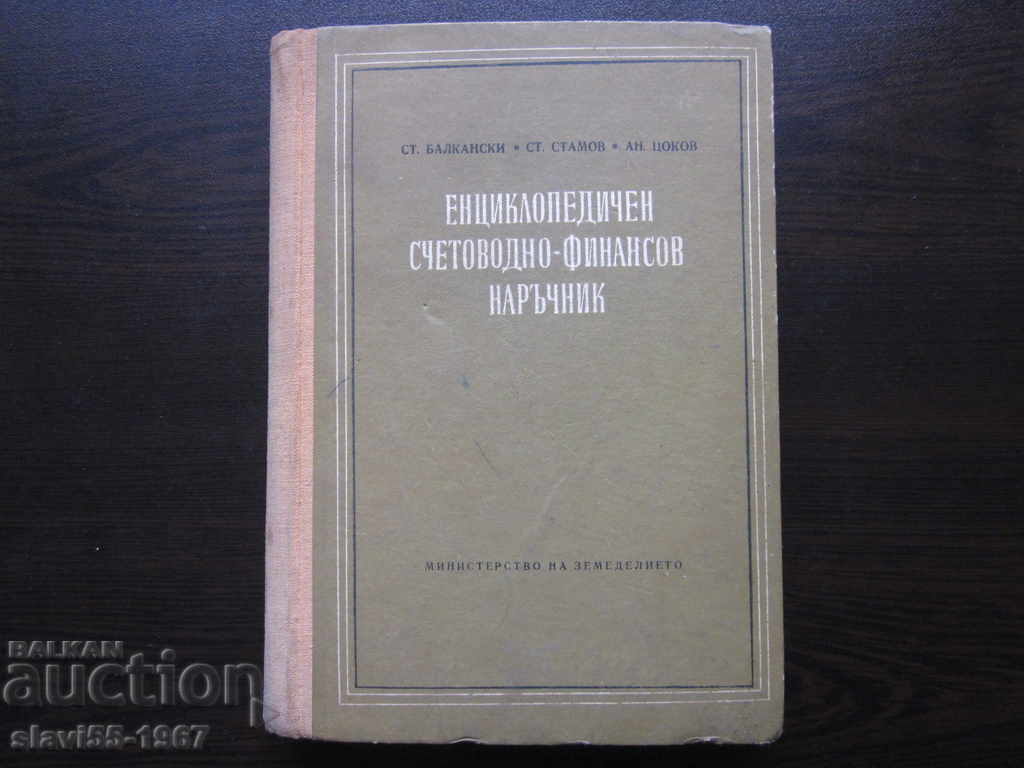 СТ. БАЛКАНСКИ • СТ. СТАМОВ • АН. ЦОКОВ
ЕНЦИКЛОПЕДИЧЕН
СЧЕТОВОДНО-ФИНАНСОВ
НАРЪЧНИК
МИНИСТЕРСТВО НА ЗЕМЕДЕЛИЕТО
BALKAN
auction
slavi55-1967